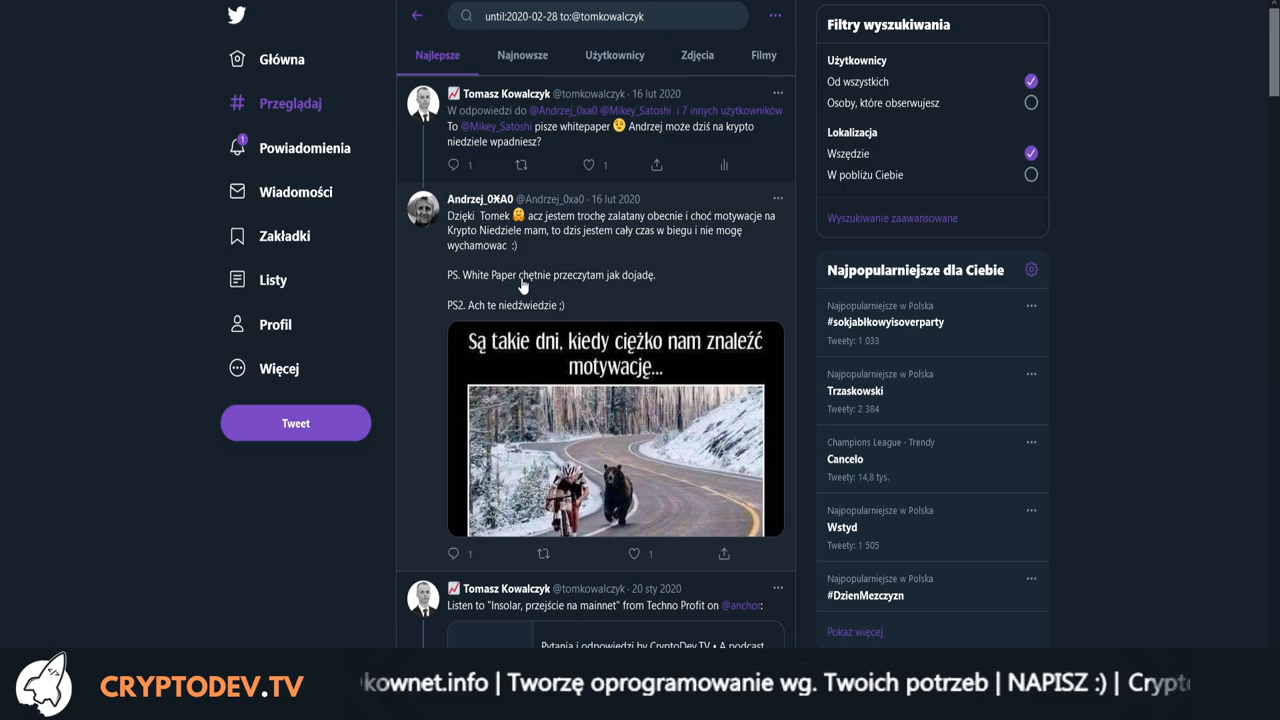 until:2020-02-28 to:@tomkowalczyk
Główna
Przeglądaj
1
Powiadomienia
Wiadomości
Zakładki
Listy
Profil
Więcej
Tweet
Najlepsze
Najnowsze
Użytkownicy
Zdjęcia
Filmy
Tomasz Kowalczyk @tomkowalczyk · 16 lut 2020
W odpowiedzi do @Andrzej_0xa0 @Mikey_Satoshi i 7 innych użytkowników
To @Mikey_Satoshi pisze whitepaper 😉 Andrzej może dziś na krypto
niedziele wpadniesz?
1
1
Andrzej_0ӾA0 @Andrzej_0xa0 · 16 lut 2020
Dzięki Tomek 🤗 acz jestem trochę zalatany obecnie i choć motywacje na
Krypto Niedziele mam, to dzis jestem cały czas w biegu i nie mogę
wychamowac :)
PS. White Paper chętnie przeczytam jak dojadę.
PS2. Ach te niedźwiedzie ;)
Są takie dni, kiedy ciężko nam znaleźć
motywację...
1
1
Tomasz Kowalczyk @tomkowalczyk · 20 sty 2020
Listen to "Insolar, przejście na mainnet" from Techno Profit on @anchor:
Pytania i odpowiedzi by CryptoDev.TV • A podcast
Filtry wyszukiwania
Użytkownicy
Od wszystkich
Osoby, które obserwujesz
Lokalizacja
Wszędzie
W pobliżu Ciebie
Wyszukiwanie zaawansowane
Najpopularniejsze dla Ciebie
Najpopularniejsze w Polska
#sokjabłkowyisoverparty
Tweety: 1 033
Najpopularniejsze w Polska
Trzaskowski
Tweety: 2 384
Champions League · Trendy
Cancelo
Tweety: 14,8 tys.
Najpopularniejsze w Polska
Wstyd
Tweety: 1 505
Najpopularniejsze w Polska
#DzienMezczyzn
Pokaż więcej
CRYPTODEV.TV
kownet.info | Tworzę oprogramowanie wg. Twoich potrzeb | NAPISZ :) | Crypto